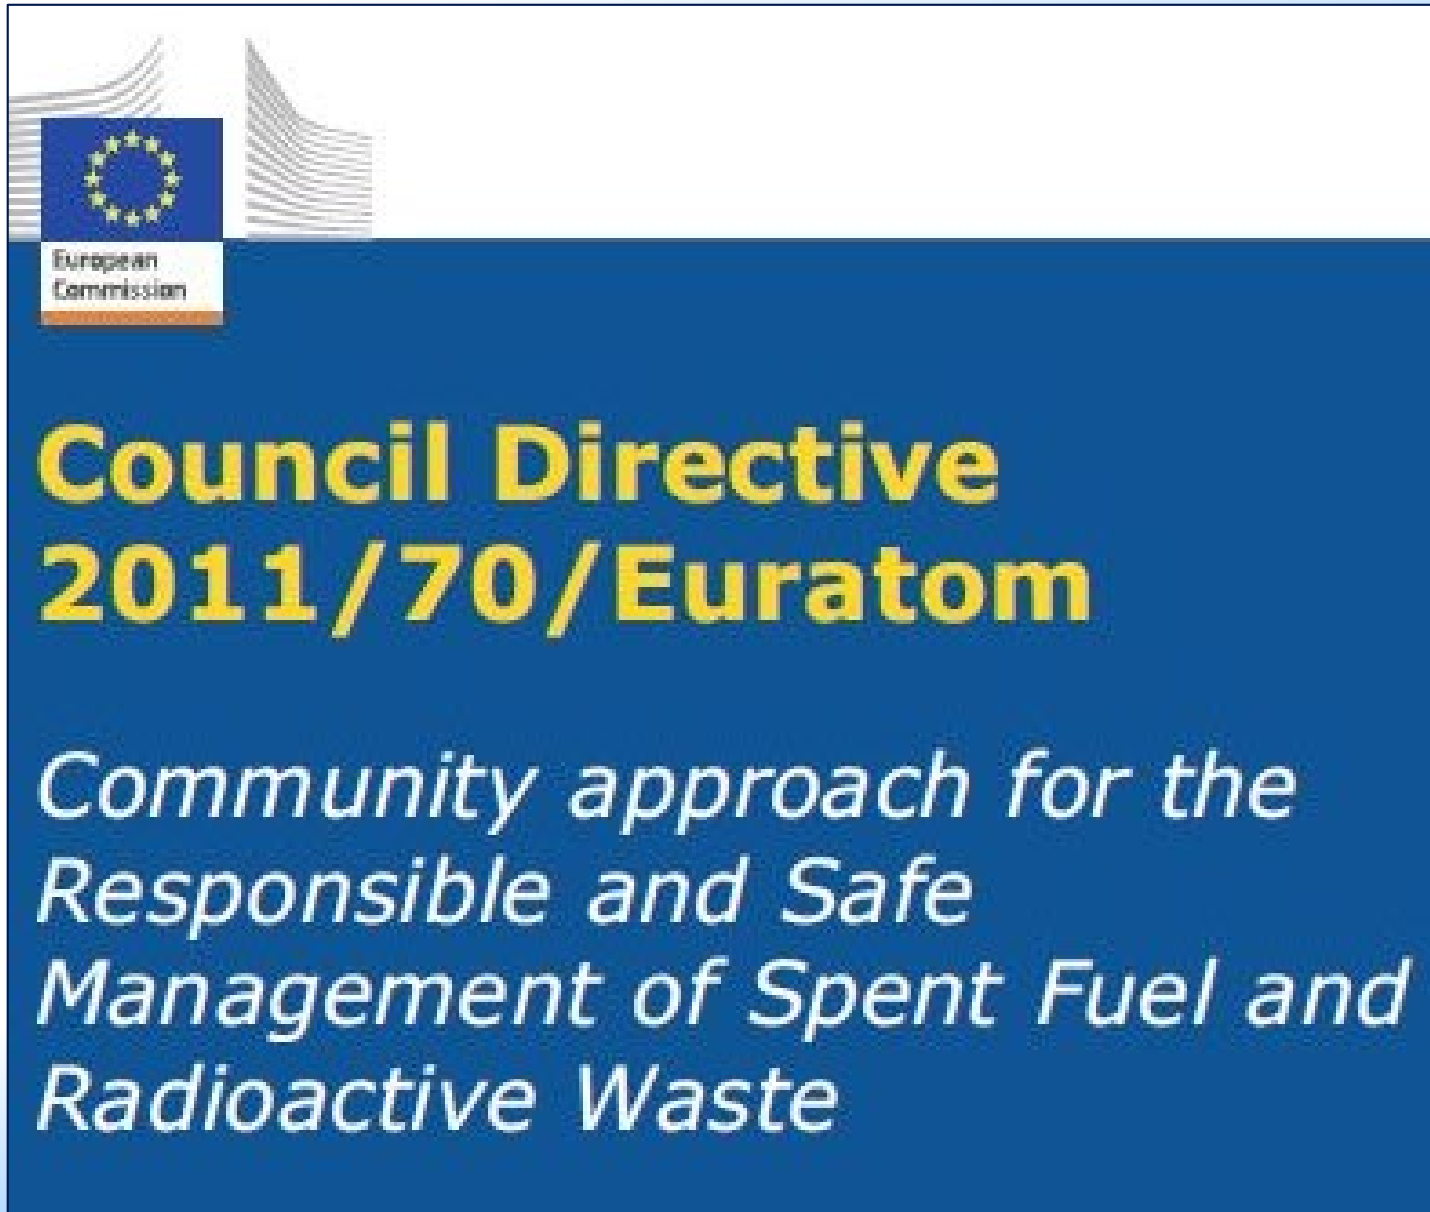 European
Commission
Council Directive
2011/70/Euratom
Community approach for the
Responsible and Safe
Management of Spent Fuel and
Radioactive Waste